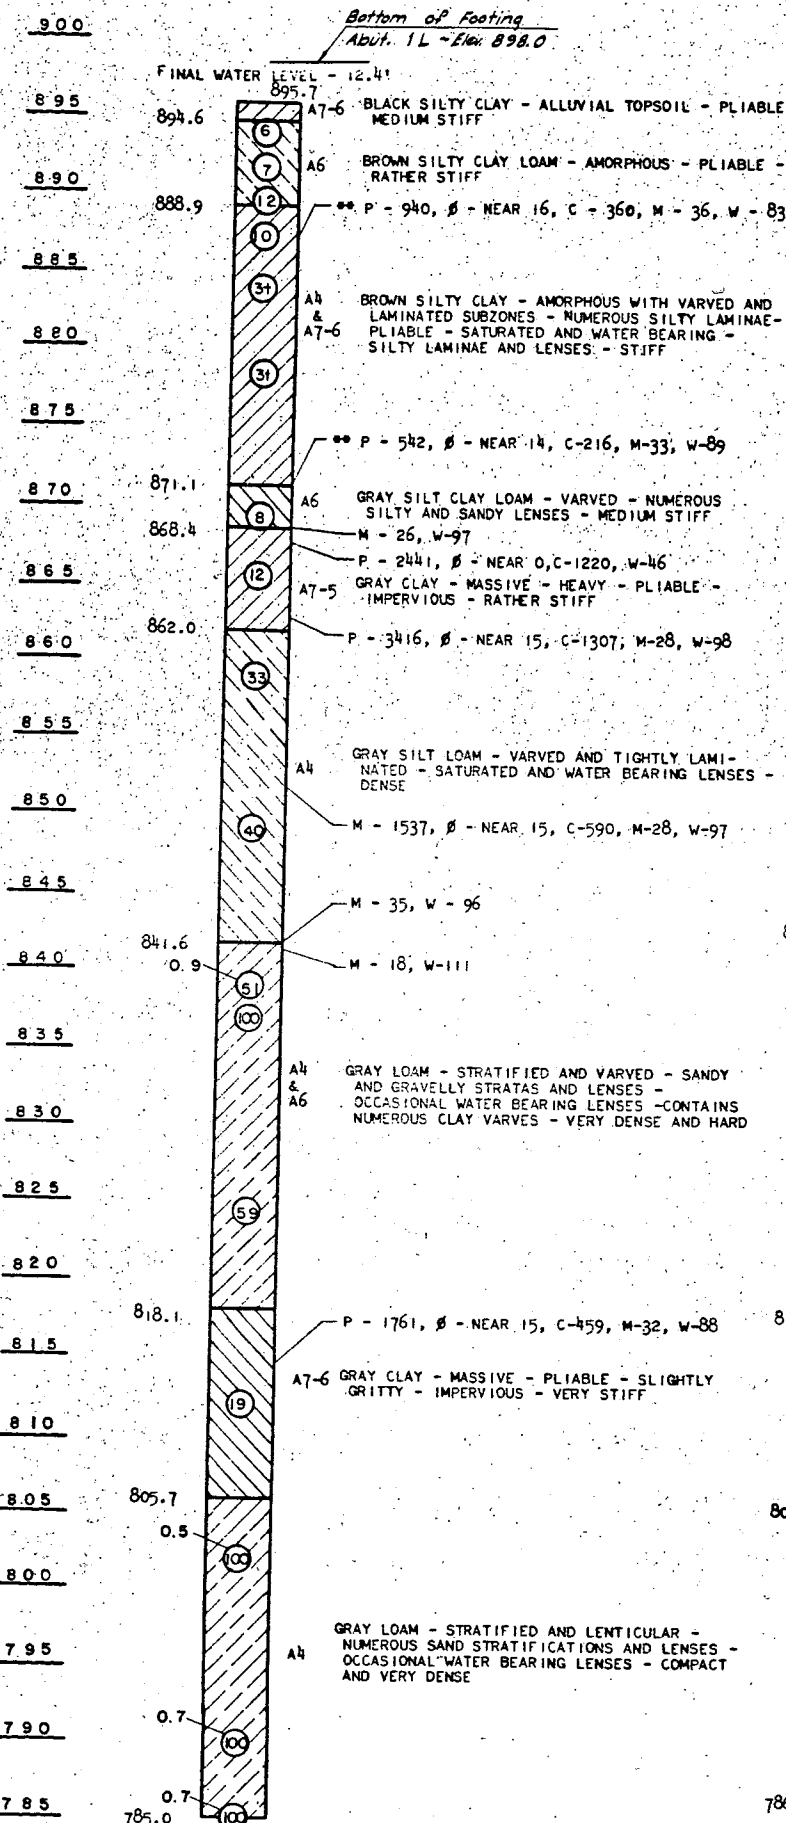 Bottom of Footing
900
Abut. 1L - Elev. 898.0
FINAL WATER LEVEL - 12.41
895.7
895
894.6
A7-6 BLACK SILTY CLAY - ALLUVIAL TOPSOIL - PLIABLE
MEDIUM STIFF
6
7
A6 BROWN SILTY CLAY LOAM - AMORPHOUS - PLIABLE -
RATHER STIFF
890
888.9
12
** P - 940, Ø - NEAR 16, C - 360, M - 36, W - 83
10
885
3+
A4
&
A7-6
BROWN SILTY CLAY - AMORPHOUS WITH VARVED AND
LAMINATED SUBZONES - NUMEROUS SILTY LAMINAE-
PLIABLE - SATURATED AND WATER BEARING -
SILTY LAMINAE AND LENSES - STIFF
880
3+
875
** P - 542, Ø - NEAR 14, C-216, M-33, W-89
871.1
870
A6 GRAY SILT CLAY LOAM - VARVED - NUMEROUS
SILTY AND SANDY LENSES - MEDIUM STIFF
8
868.4
M - 26, W-97
P - 2441, Ø - NEAR 0, C-1220, W-46
865
12
A7-5 GRAY CLAY - MASSIVE - HEAVY - PLIABLE -
IMPERVIOUS - RATHER STIFF
862.0
860
P - 3416, Ø - NEAR 15, C-1307; M-28, W-98
33
855
A4 GRAY SILT LOAM - VARVED AND TIGHTLY LAMI-
NATED - SATURATED AND WATER BEARING LENSES -
DENSE
850
40
M - 1537, Ø - NEAR 15, C-590, M-28, W-97
845
M - 35, W - 96
841.6
840
0.9
M - 18, W-111
51
100
835
A4
&
A6
GRAY LOAM - STRATIFIED AND VARVED - SANDY
AND GRAVELLY STRATAS AND LENSES -
OCCASIONAL WATER BEARING LENSES -CONTAINS
NUMEROUS CLAY VARVES - VERY DENSE AND HARD
830
825
59
820
818.1
P - 1761, Ø - NEAR 15, C-459, M-32, W-88
8
815
A7-6 GRAY CLAY - MASSIVE - PLIABLE - SLIGHTLY
GRITTY - IMPERVIOUS - VERY STIFF
19
810
805
805.7
80
0.5
100
800
A4
GRAY LOAM - STRATIFIED AND LENTICULAR -
NUMEROUS SAND STRATIFICATIONS AND LENSES -
OCCASIONAL WATER BEARING LENSES - COMPACT
AND VERY DENSE
795
790
0.7
100
785
0.7
785.0
100
786